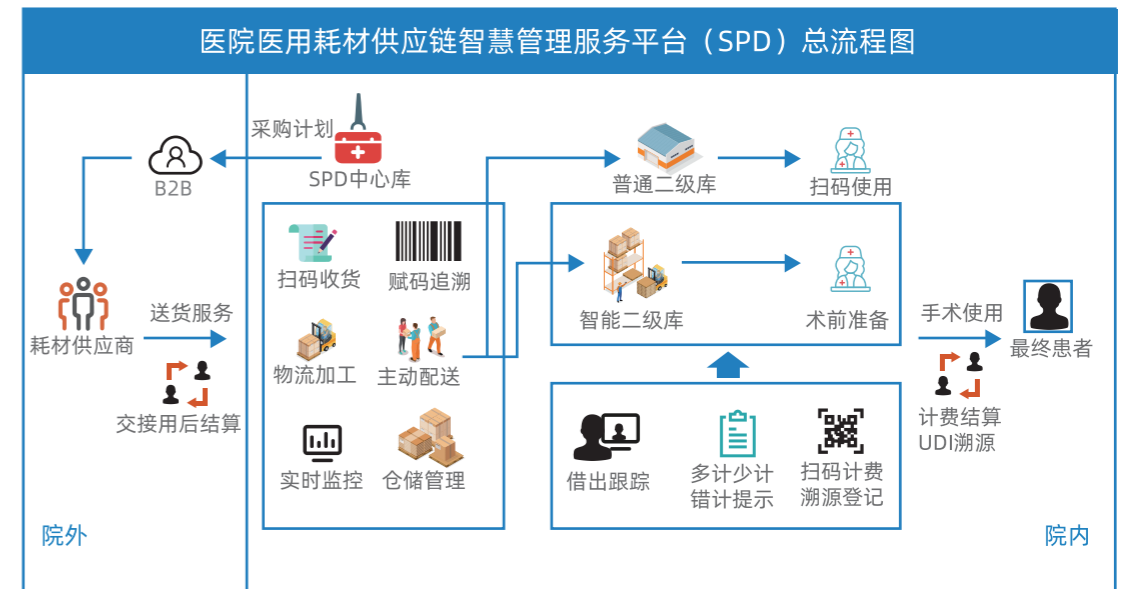 医院医用耗材供应链智慧管理服务平台（SPD）总流程图
采购计划
B2B
SPD中心库
普通二级库
扫码使用
扫码收货
赋码追溯
耗材供应商
送货服务
交接用后结算
物流加工
主动配送
实时监控
仓储管理
智能二级库
术前准备
手术使用
最终患者
计费结算
UDI溯源
借出跟踪
多计少计
错计提示
扫码计费
溯源登记
院外
院内